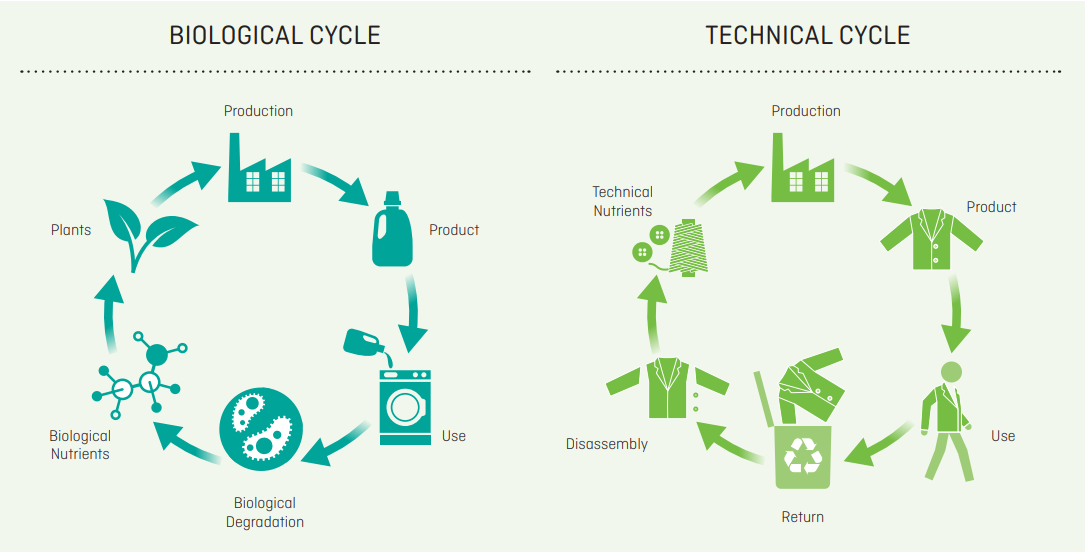 BIOLOGICAL CYCLE
Production
Plants
Product
Biological
Nutrients
Use
Biological
Degradation
TECHNICAL CYCLE
Production
Technical
Nutrients
Product
Disassembly
Use
Return